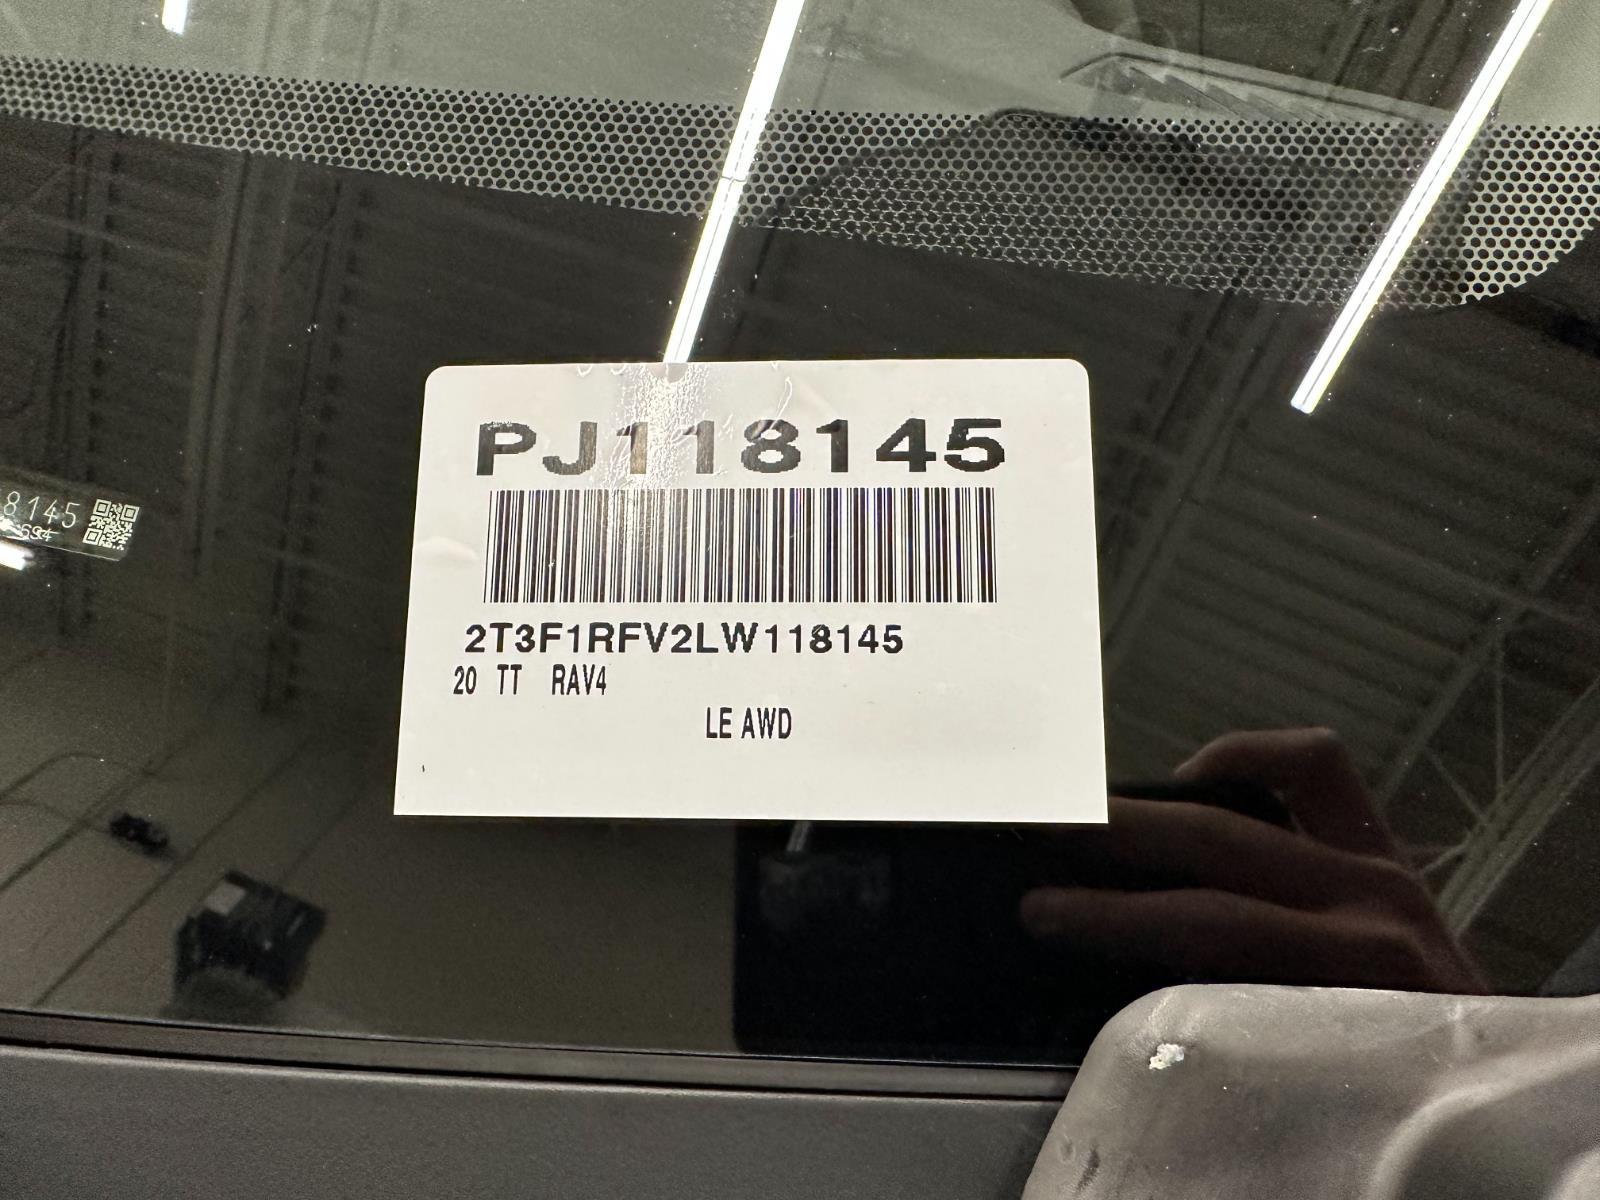 PJ118145
2T3F1RFV2LW118145
20 TT RAV4
LE AWD
8145